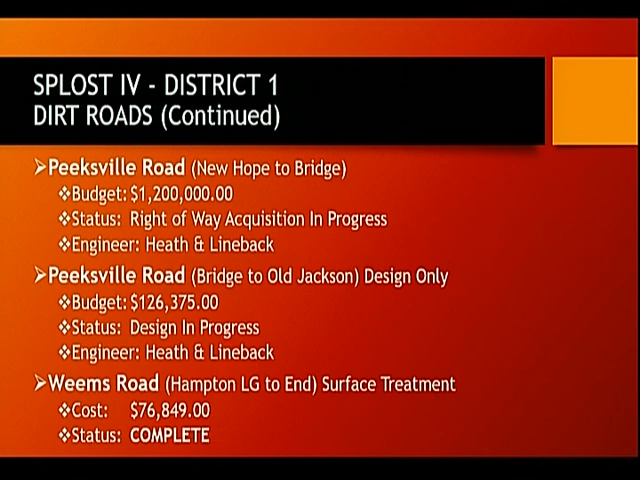 SPLOST IV - DISTRICT 1
DIRT ROADS (Continued)
Peeksville Road (New Hope to Bridge)
Budget: $1,200,000.00
Status: Right of Way Acquisition In Progress
Engineer: Heath & Lineback
Peeksville Road (Bridge to Old Jackson) Design Only
Budget: $126,375.00
Status: Design In Progress
Engineer: Heath & Lineback
Weems Road (Hampton LG to End) Surface Treatment
Cost: $76,849.00
Status: COMPLETE